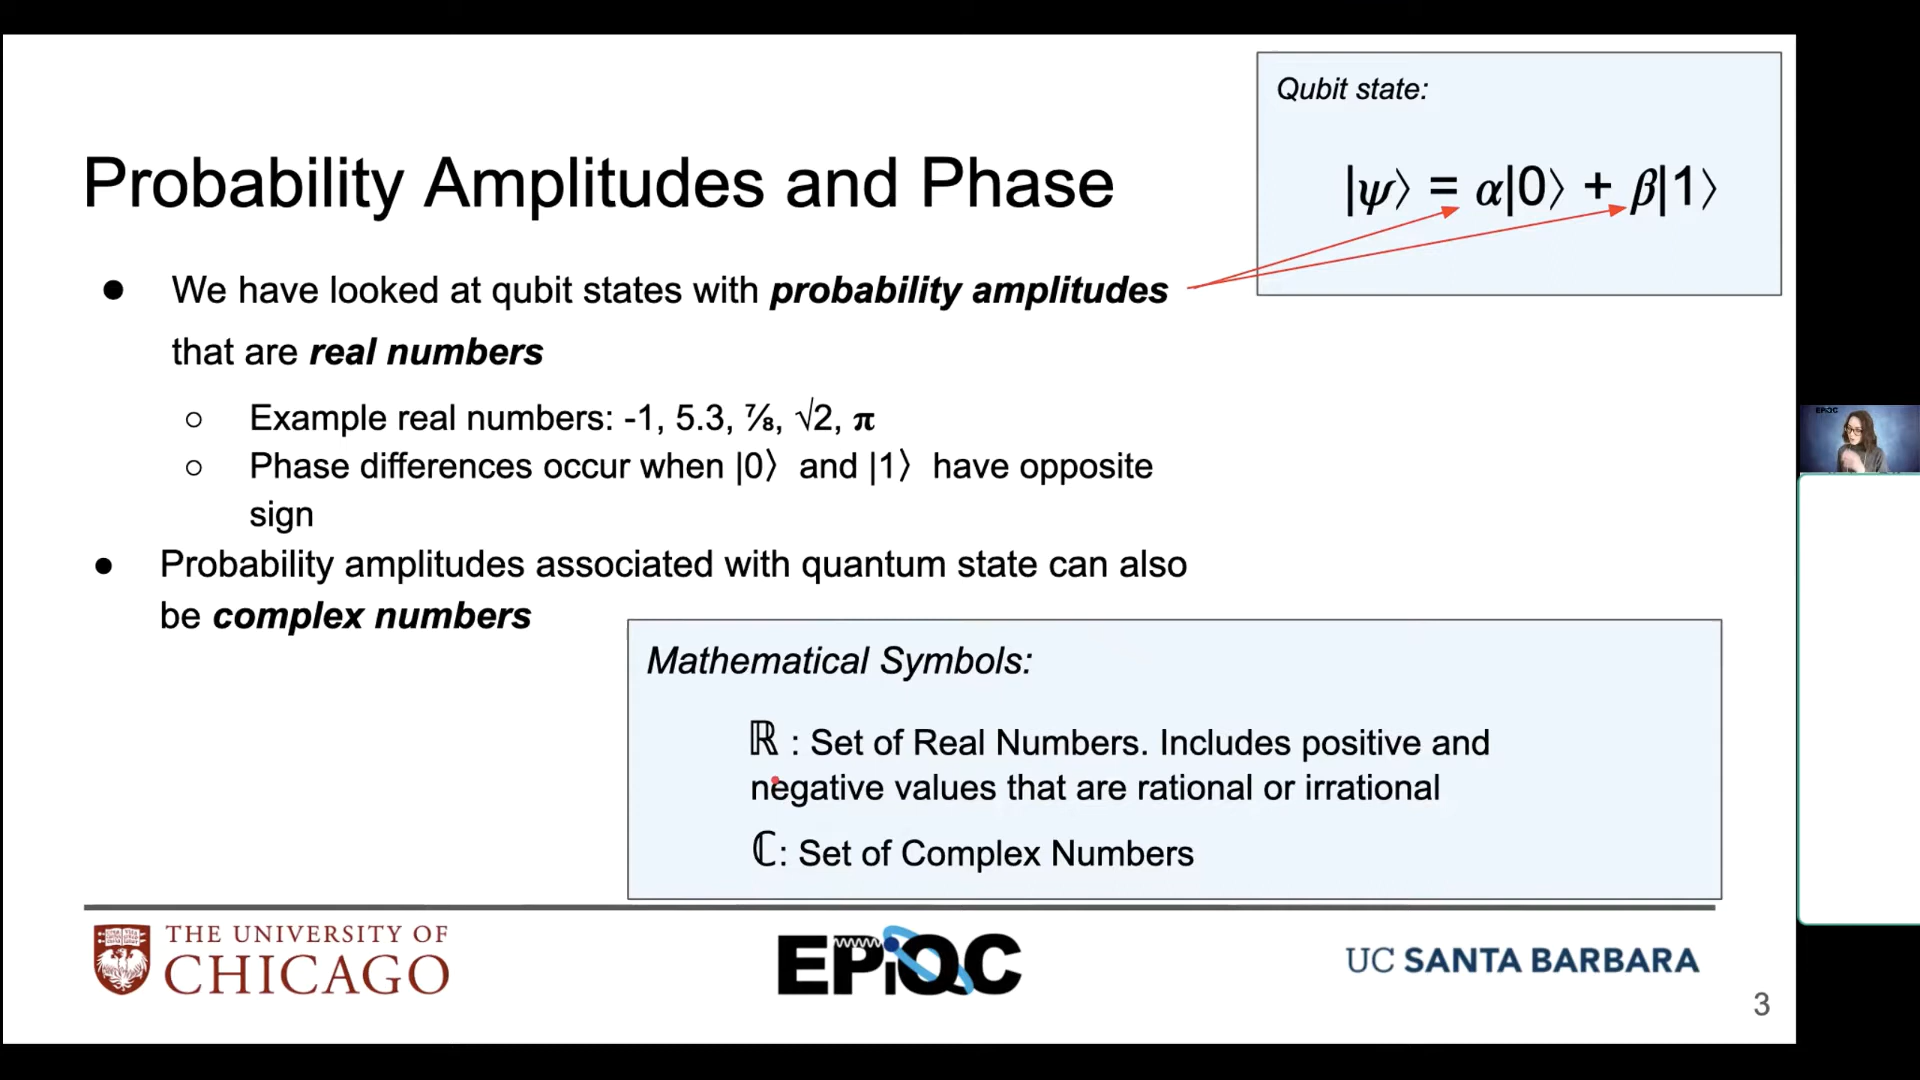 Qubit state:
|ψ⟩ = α|0⟩ + β|1⟩
Probability Amplitudes and Phase
● We have looked at qubit states with probability amplitudes
that are real numbers
○ Example real numbers: -1, 5.3, ⅞, √2, π
○ Phase differences occur when |0⟩ and |1⟩ have opposite
sign
● Probability amplitudes associated with quantum state can also
be complex numbers
Mathematical Symbols:
ℝ : Set of Real Numbers. Includes positive and
negative values that are rational or irrational
ℂ: Set of Complex Numbers
THE UNIVERSITY OF
CHICAGO
EPiQC
UC SANTA BARBARA
3
EPiQC